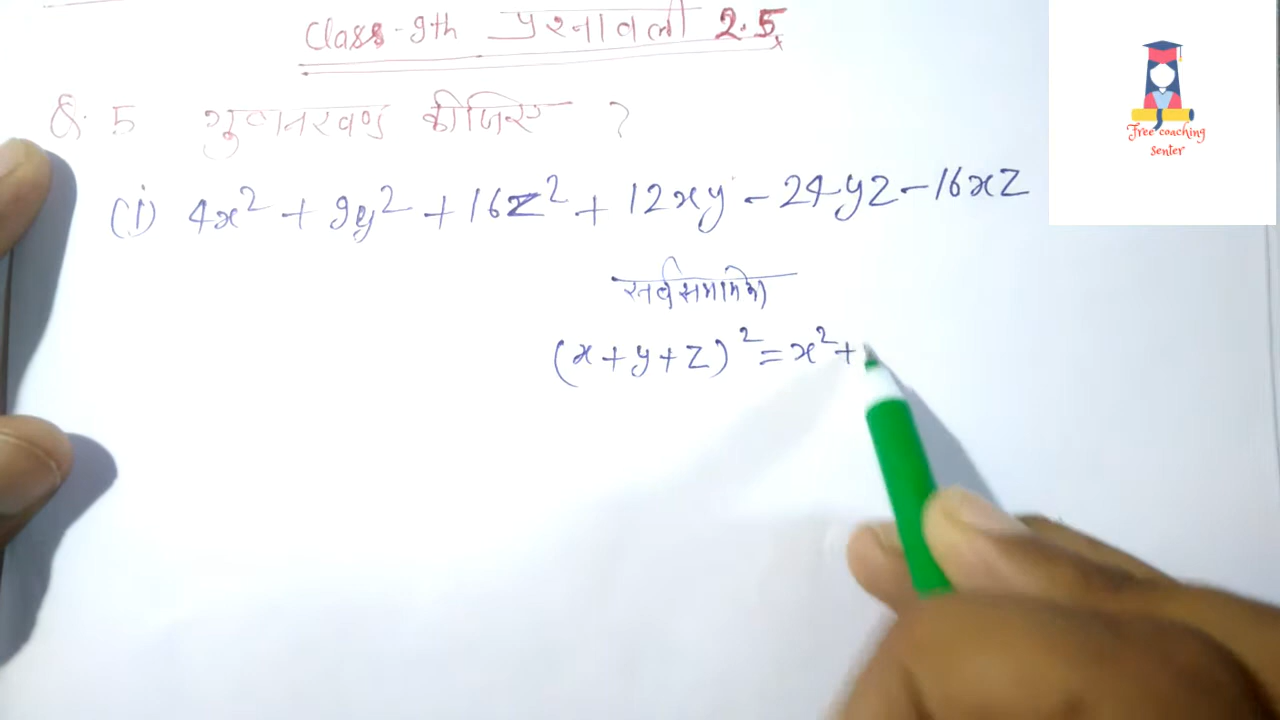 Class-9th प्रश्नावली 2.5
Q.5 गुणनखण्ड कीजिए ?
(i) 4x² + 9y² + 16z² + 12xy - 24yz - 16xz
सर्वसमिका
(x + y + z)² = x² +
Free coaching
Senter